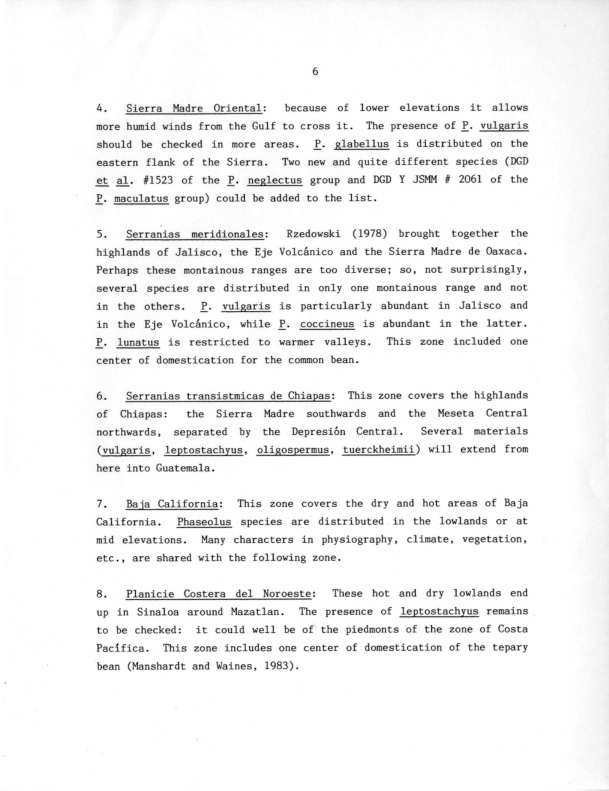 6
4. Sierra Madre Oriental: because of lower elevations it allows
more humid winds from the Gulf to cross it. The presence of P. vulgaris
should be checked in more areas. P. glabellus is distributed on the
eastern flank of the Sierra. Two new and quite different species (DGD
et al. #1523 of the P. neglectus group and DGD Y JSMM # 2061 of the
P. maculatus group) could be added to the list.
5. Serranias meridionales: Rzedowski (1978) brought together the
highlands of Jalisco, the Eje Volcánico and the Sierra Madre de Oaxaca.
Perhaps these montainous ranges are too diverse; so, not surprisingly,
several species are distributed in only one montainous range and not
in the others. P. vulgaris is particularly abundant in Jalisco and
in the Eje Volcánico, while P. coccineus is abundant in the latter.
P. lunatus is restricted to warmer valleys. This zone included one
center of domestication for the common bean.
6. Serranias transistmicas de Chiapas: This zone covers the highlands
of Chiapas: the Sierra Madre southwards and the Meseta Central
northwards, separated by the Depresión Central. Several materials
(vulgaris, leptostachyus, oligospermus, tuerckheimii) will extend from
here into Guatemala.
7. Baja California: This zone covers the dry and hot areas of Baja
California. Phaseolus species are distributed in the lowlands or at
mid elevations. Many characters in physiography, climate, vegetation,
etc., are shared with the following zone.
8. Planicie Costera del Noroeste: These hot and dry lowlands end
up in Sinaloa around Mazatlan. The presence of leptostachyus remains
to be checked: it could well be of the piedmonts of the zone of Costa
Pacífica. This zone includes one center of domestication of the tepary
bean (Manshardt and Waines, 1983).